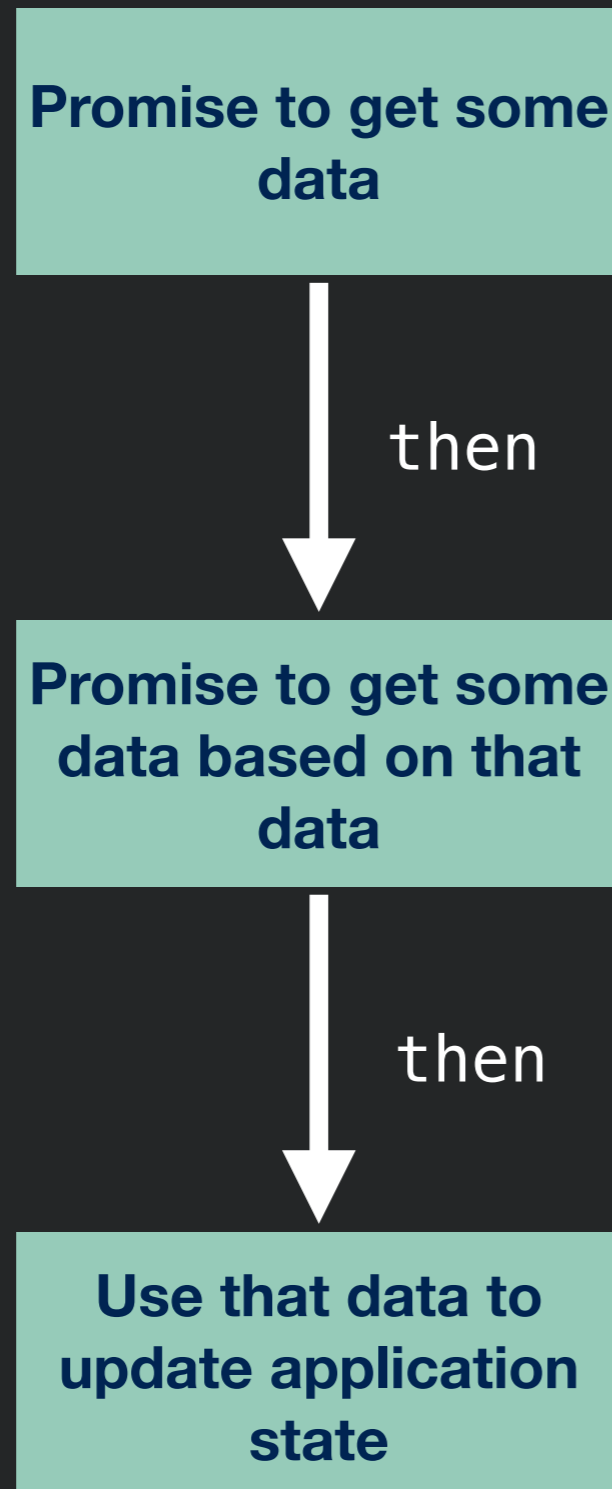 Promise to get some
data
then
Promise to get some
data based on that
data
then
Use that data to
update application
state